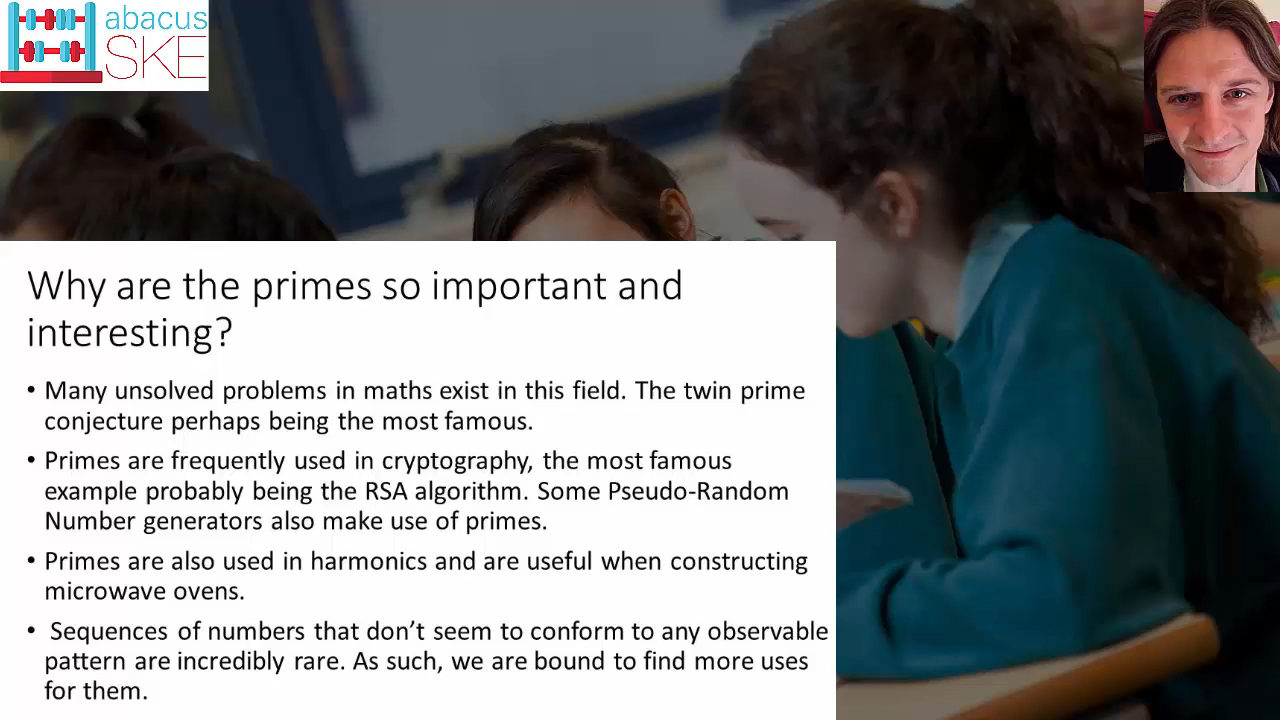 abacus
SKE
Why are the primes so important and
interesting?
• Many unsolved problems in maths exist in this field. The twin prime
conjecture perhaps being the most famous.
• Primes are frequently used in cryptography, the most famous
example probably being the RSA algorithm. Some Pseudo-Random
Number generators also make use of primes.
• Primes are also used in harmonics and are useful when constructing
microwave ovens.
• Sequences of numbers that don’t seem to conform to any observable
pattern are incredibly rare. As such, we are bound to find more uses
for them.